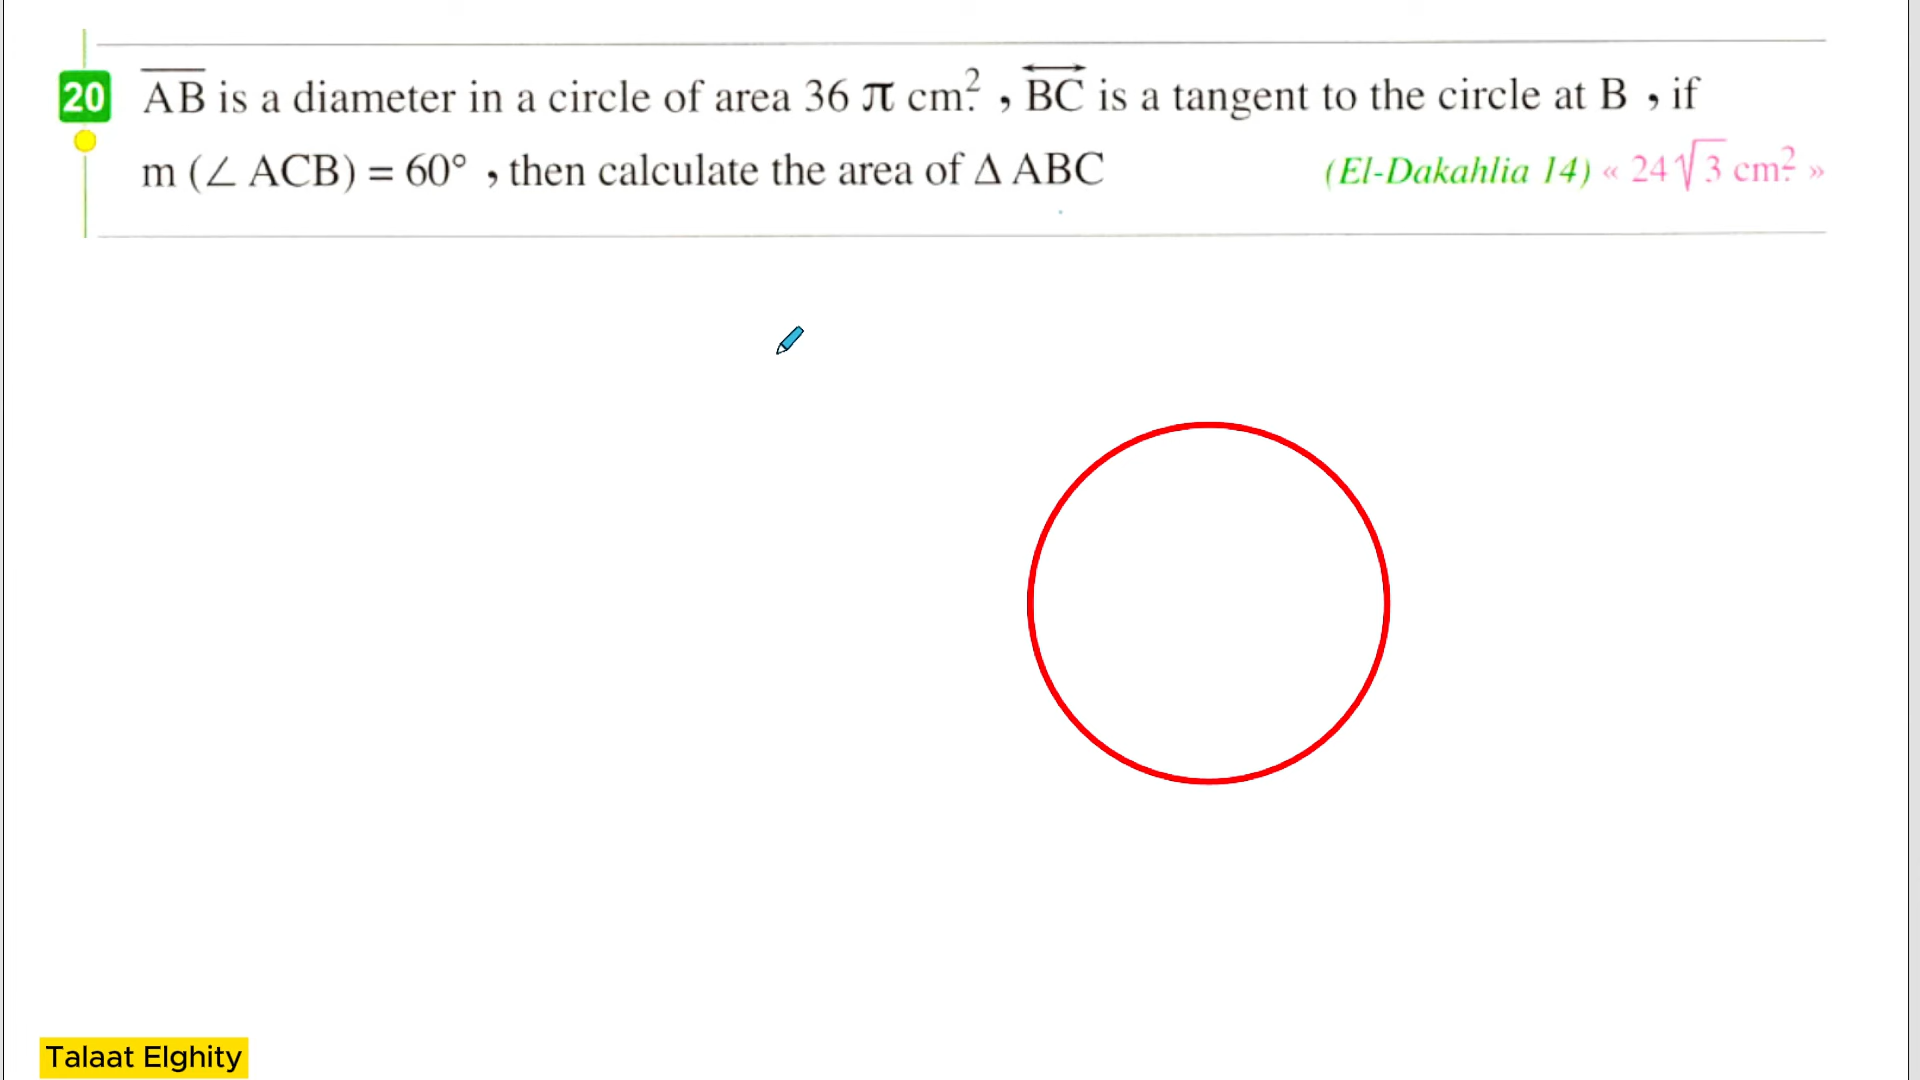 20 AB is a diameter in a circle of area 36 π cm², BC is a tangent to the circle at B, if
m (∠ ACB) = 60°, then calculate the area of Δ ABC (El-Dakahlia 14) « 24√3 cm² »
Talaat Elghity